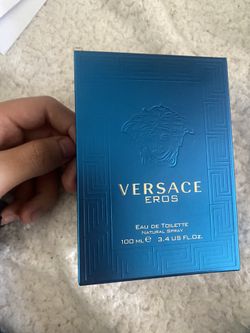 VERSACE
EROS
EAU DE TOILETTE
NATURAL SPRAY
100 ML ℮ 3.4 US FL.OZ.